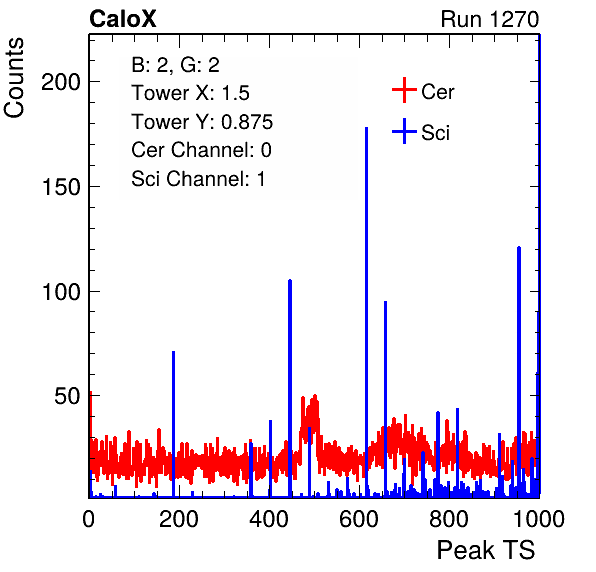 CaloX Run 1270
Counts
B: 2, G: 2
Tower X: 1.5
Tower Y: 0.875
Cer Channel: 0
Sci Channel: 1
Cer
Sci
200
150
100
50
0 200 400 600 800 1000
Peak TS